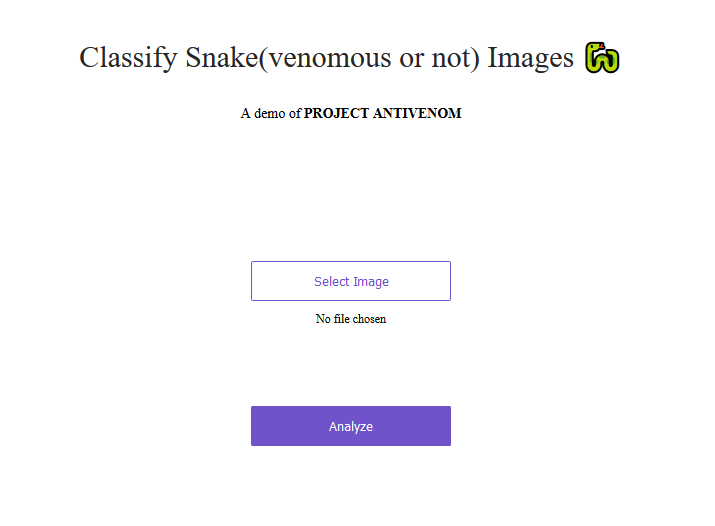 Classify Snake(venomous or not) Images 🐍
A demo of PROJECT ANTIVENOM
Select Image
No file chosen
Analyze